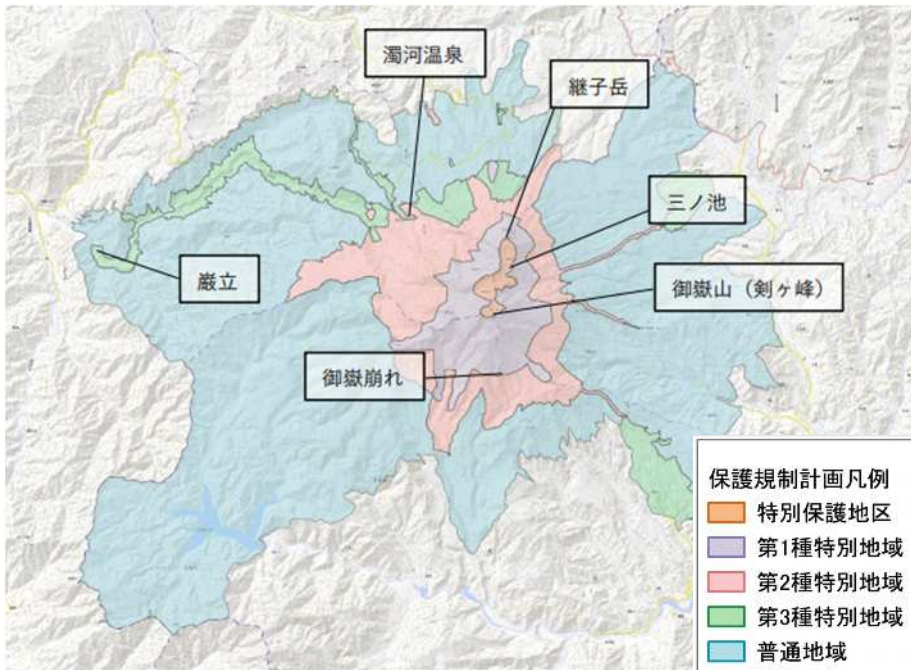 濁河温泉
継子岳
三ノ池
巌立
御嶽山（剣ヶ峰）
御嶽崩れ
保護規制計画凡例
特別保護地区
第1種特別地域
第2種特別地域
第3種特別地域
普通地域